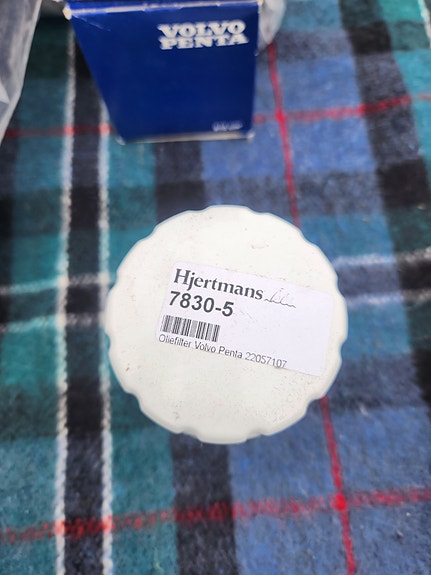 VOLVO
PENTA
Hjertmans
7830-5
Oliefilter Volvo Penta 22057107